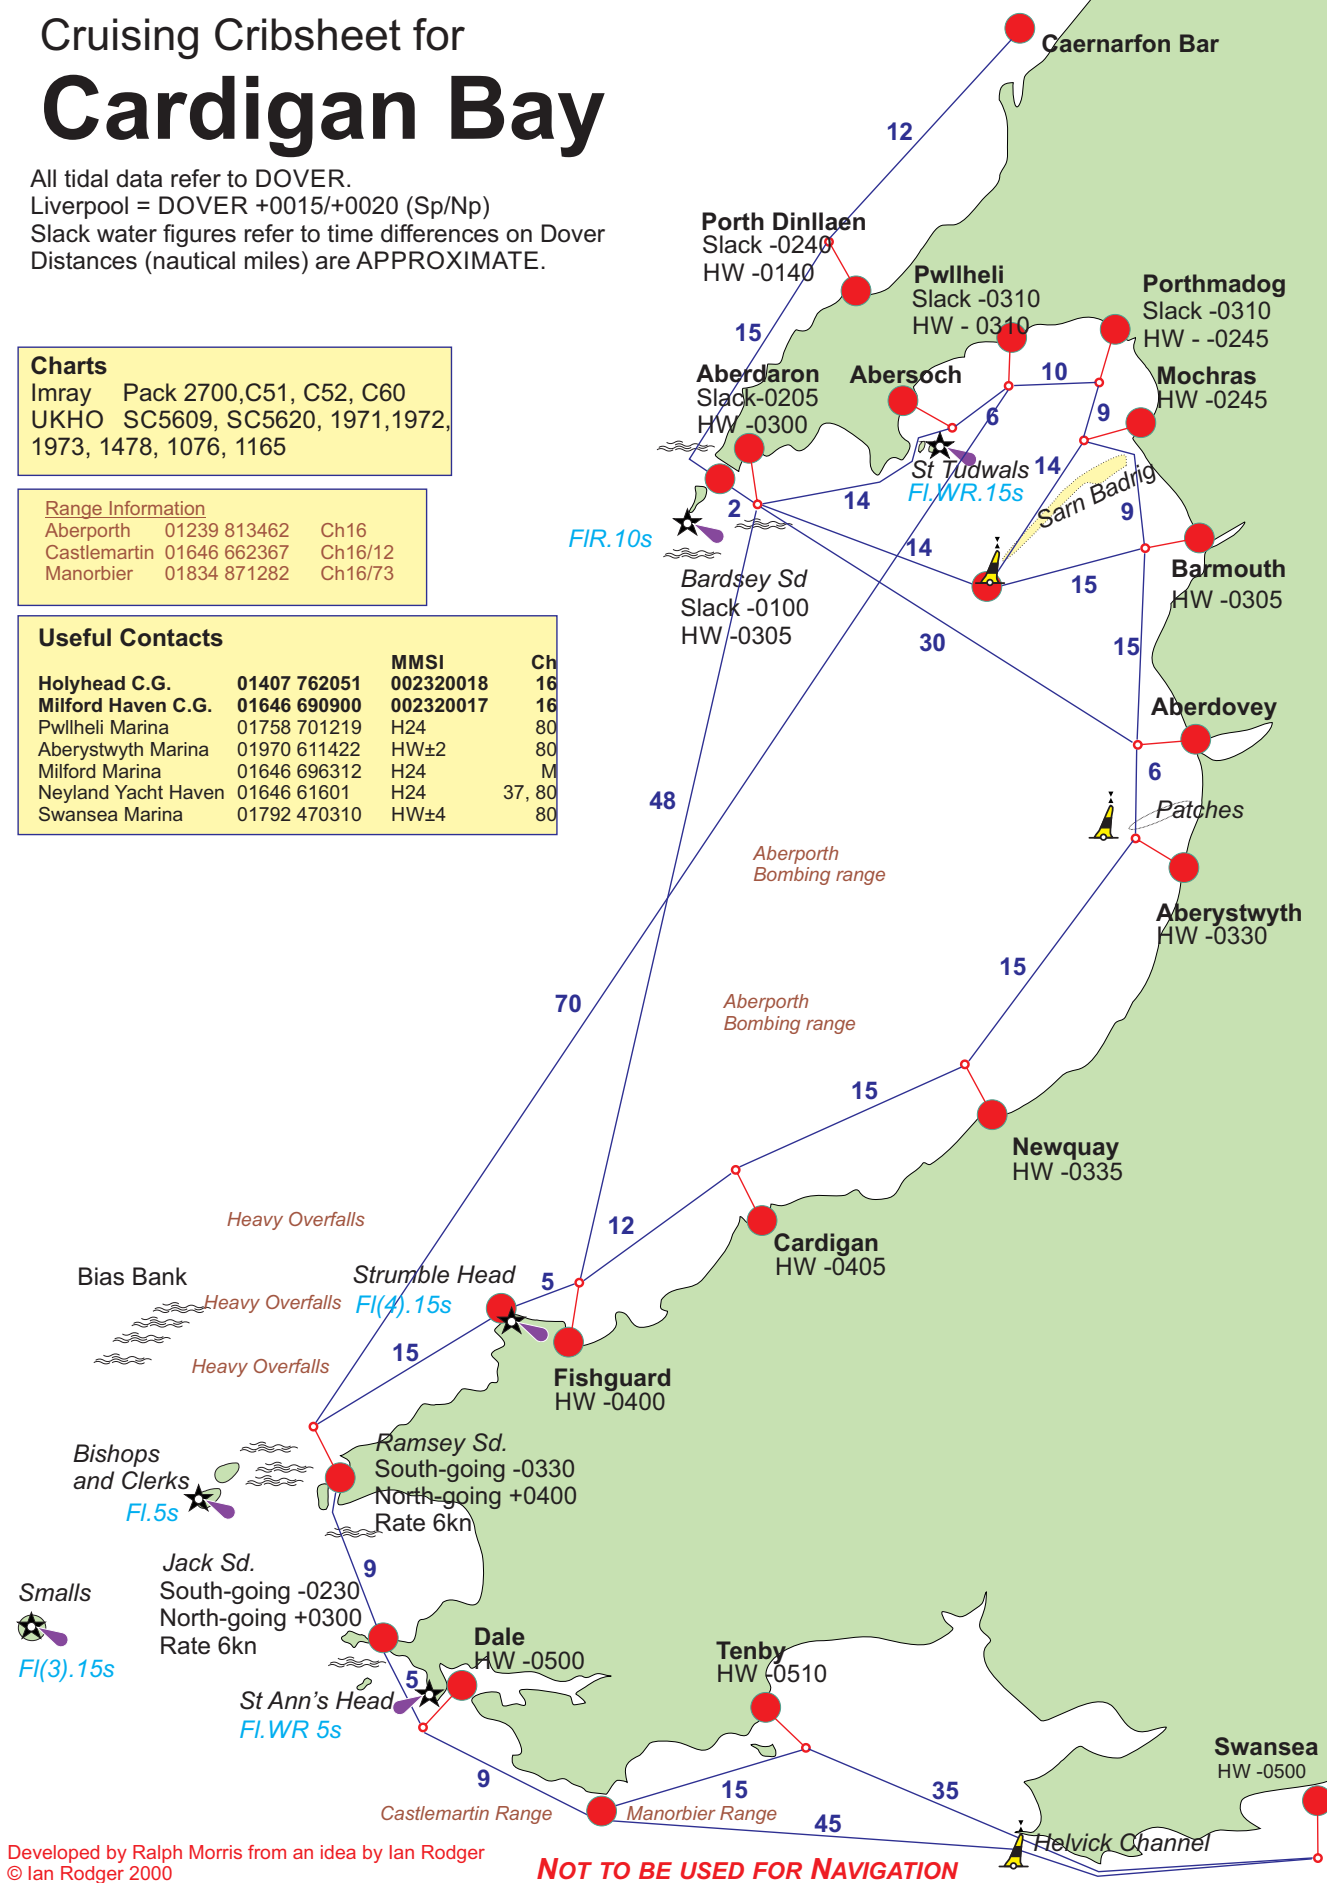 Cruising Cribsheet for
Cardigan Bay
All tidal data refer to DOVER.
Liverpool = DOVER +0015/+0020 (Sp/Np)
Slack water figures refer to time differences on Dover
Distances (nautical miles) are APPROXIMATE.
Charts
Imray Pack 2700,C51, C52, C60
UKHO SC5609, SC5620, 1971,1972,
1973, 1478, 1076, 1165
Range Information
Aberporth 01239 813462 Ch16
Castlemartin 01646 662367 Ch16/12
Manorbier 01834 871282 Ch16/73
Useful Contacts
MMSI Ch
Holyhead C.G. 01407 762051 002320018 16
Milford Haven C.G. 01646 690900 002320017 16
Pwllheli Marina 01758 701219 H24 80
Aberystwyth Marina 01970 611422 HW±2 80
Milford Marina 01646 696312 H24 M
Neyland Yacht Haven 01646 61601 H24 37, 80
Swansea Marina 01792 470310 HW±4 80
Caernarfon Bar
12
Porth Dinllaen
Slack -0240
HW -0140
15
Pwllheli
Slack -0310
HW - 0310
Porthmadog
Slack -0310
HW - -0245
10
Aberdaron
Slack-0205
HW -0300
Abersoch
Mochras
HW -0245
6
9
St Tudwals
Fl.WR.15s
14
14
Sarn Badrig
9
2
FlR.10s
14
Bardsey Sd
Slack -0100
HW -0305
15
Barmouth
HW -0305
30
15
Aberdovey
6
48
Patches
Aberporth
Bombing range
Aberystwyth
HW -0330
15
70
Aberporth
Bombing range
15
Newquay
HW -0335
12
Cardigan
HW -0405
Heavy Overfalls
Bias Bank
Heavy Overfalls
Strumble Head
Fl(4).15s
5
15
Heavy Overfalls
Fishguard
HW -0400
Bishops
and Clerks
Fl.5s
Ramsey Sd.
South-going -0330
North-going +0400
Rate 6kn
9
Jack Sd.
South-going -0230
North-going +0300
Rate 6kn
Smalls
Fl(3).15s
Dale
HW -0500
5
St Ann's Head
Fl.WR 5s
Tenby
HW -0510
9
15
35
Swansea
HW -0500
Castlemartin Range
Manorbier Range
45
Helvick Channel
Developed by Ralph Morris from an idea by Ian Rodger
© Ian Rodger 2000
NOT TO BE USED FOR NAVIGATION